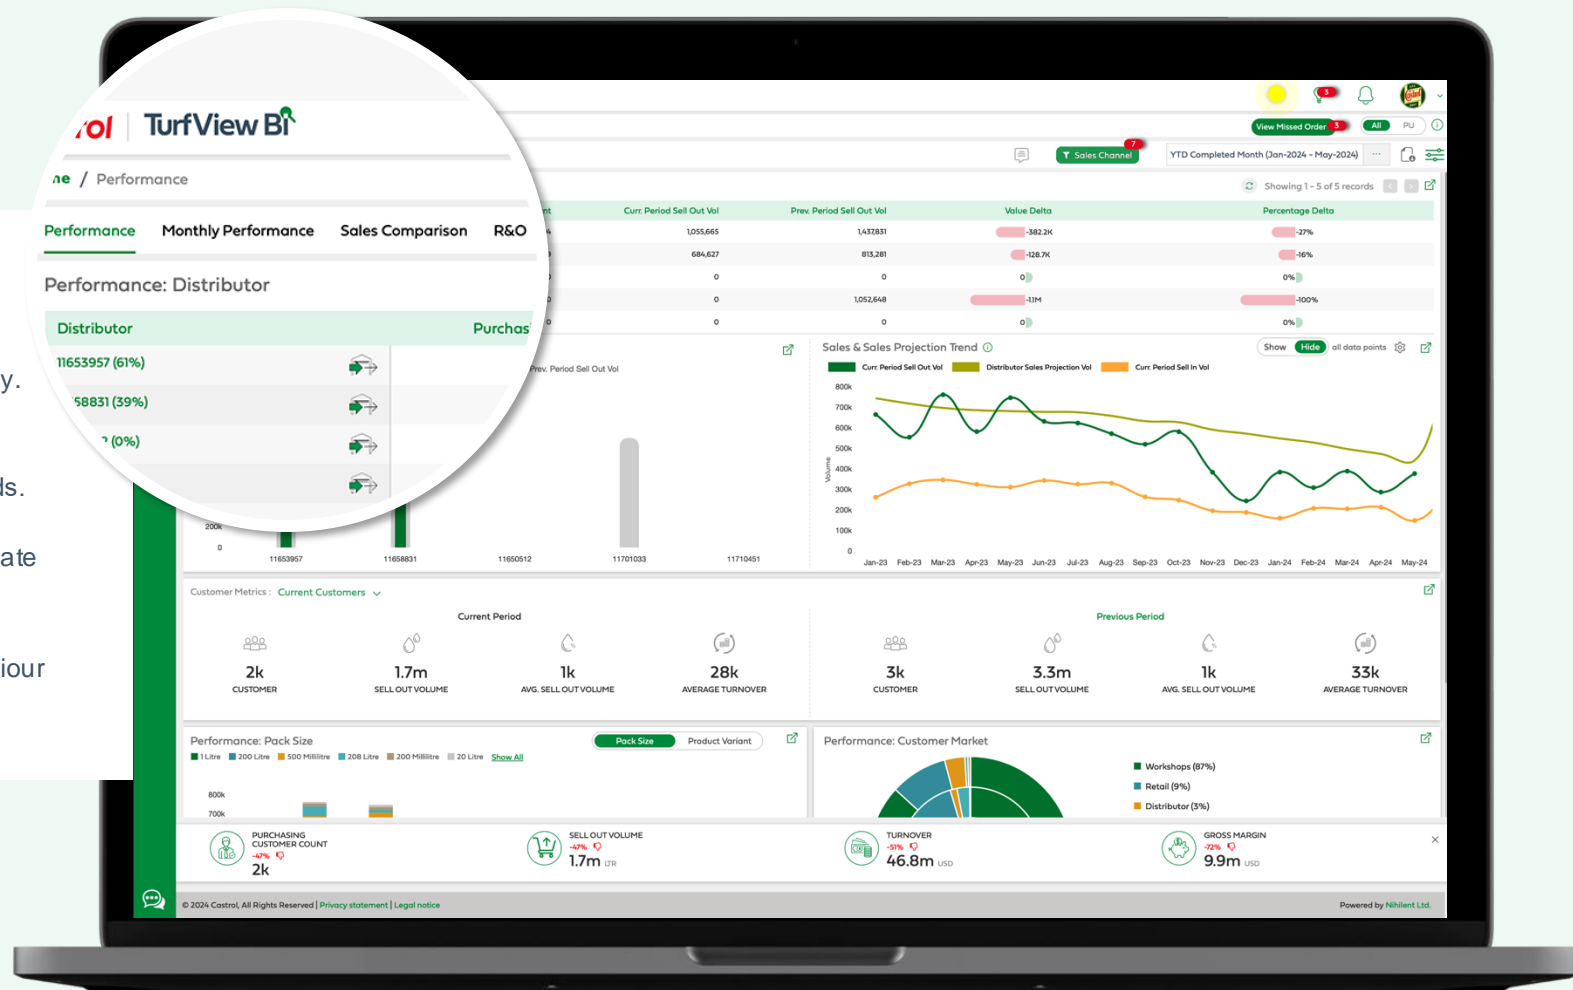 TurfView BI
Performance
Performance Monthly Performance Sales Comparison R&O
Performance: Distributor
Distributor
11653957 (61%)
(39%)
(0%)
3
View Missed Order 3 All PU
7
Sales Channel YTD Completed Month (Jan-2024 - May-2024) ...
Showing 1 - 5 of 5 records
Curr. Period Sell Out Vol Prev. Period Sell Out Vol Value Delta Percentage Delta
1,055,665 1,437,831 -382.2K -27%
684,627 813,281 -128.7K -16%
0 0 0 0%
0 1,052,648 -1.1M -100%
0 0 0 0%
Prev. Period Sell Out Vol
200k
0
11653957 11658831 11650512 11701033 11710451
Sales & Sales Projection Trend Show Hide all data points
Curr. Period Sell Out Vol Distributor Sales Projection Vol Curr. Period Sell In Vol
Volume
800k
700k
600k
500k
400k
300k
200k
100k
0
Jan-23 Feb-23 Mar-23 Apr-23 May-23 Jun-23 Jul-23 Aug-23 Sep-23 Oct-23 Nov-23 Dec-23 Jan-24 Feb-24 Mar-24 Apr-24 May-24
Customer Metrics : Current Customers
Current Period
2k 1.7m 1k 28k
CUSTOMER SELL OUT VOLUME AVG. SELL OUT VOLUME AVERAGE TURNOVER
Previous Period
3k 3.3m 1k 33k
CUSTOMER SELL OUT VOLUME AVG. SELL OUT VOLUME AVERAGE TURNOVER
Performance: Pack Size Pack Size Product Variant
1 Litre 200 Litre 500 Millilitre 208 Litre 200 Millilitre 20 Litre Show All
800k
700k
Performance: Customer Market
Workshops (87%)
Retail (9%)
Distributor (3%)
PURCHASING
CUSTOMER COUNT
-47%
2k
SELL OUT VOLUME
-47%
1.7m LTR
TURNOVER
-51%
46.8m USD
GROSS MARGIN
-72%
9.9m USD
© 2024 Castrol, All Rights Reserved | Privacy statement | Legal notice
Powered by Nihilent Ltd.